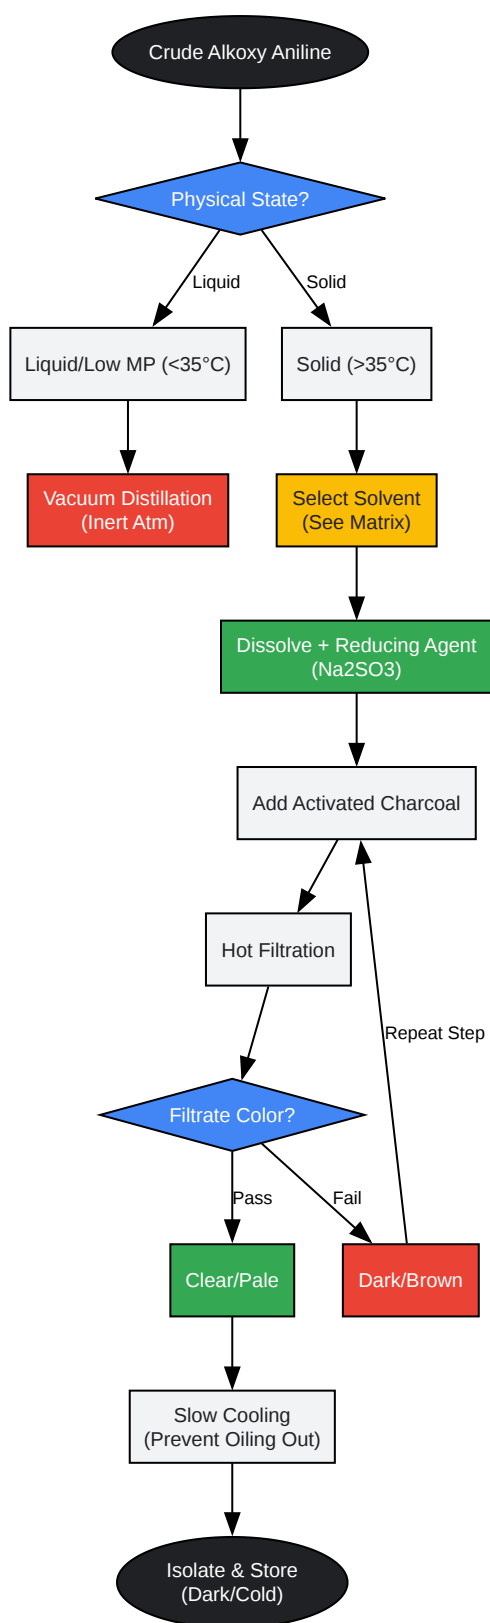 Crude Alkoxy Aniline
Physical State?
Liquid
Solid
Liquid/Low MP (<35°C)
Solid (>35°C)
Vacuum Distillation
(Inert Atm)
Select Solvent
(See Matrix)
Dissolve + Reducing Agent
(Na2SO3)
Add Activated Charcoal
Hot Filtration
Repeat Step
Filtrate Color?
Pass
Fail
Clear/Pale
Dark/Brown
Slow Cooling
(Prevent Oiling Out)
Isolate & Store
(Dark/Cold)